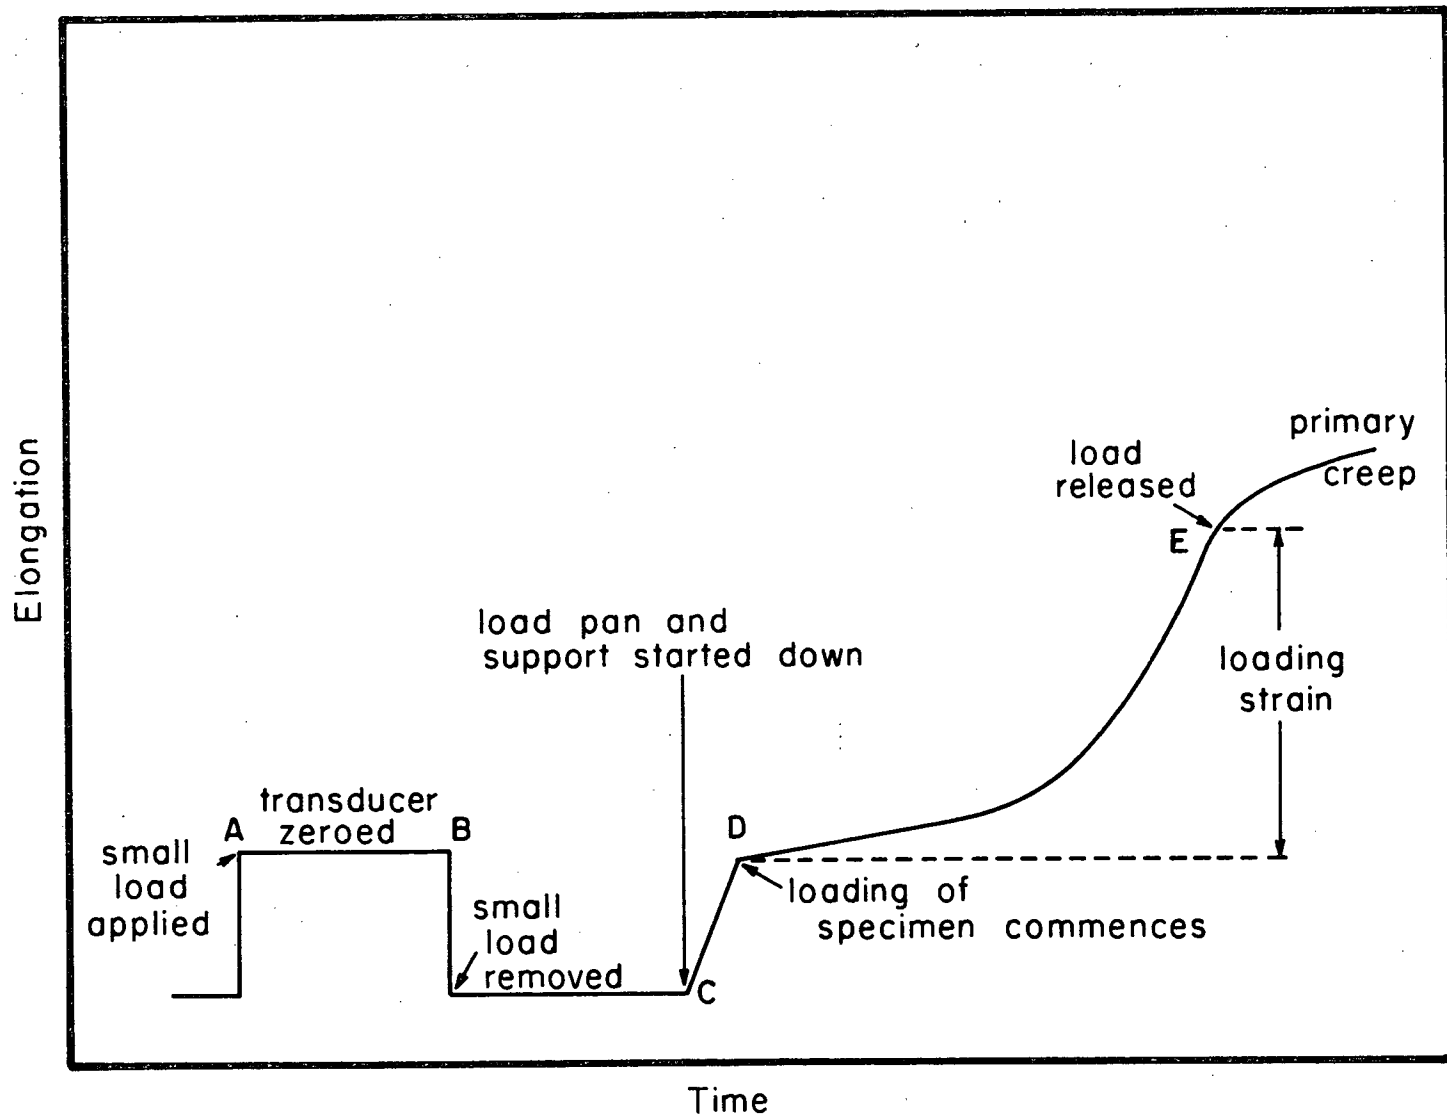 Elongation
primary
creep
load
released
E
load pan and
support started down
loading
strain
transducer
zeroed
A
B
D
small
load
applied
small
load
removed
loading of
specimen commences
C
Time